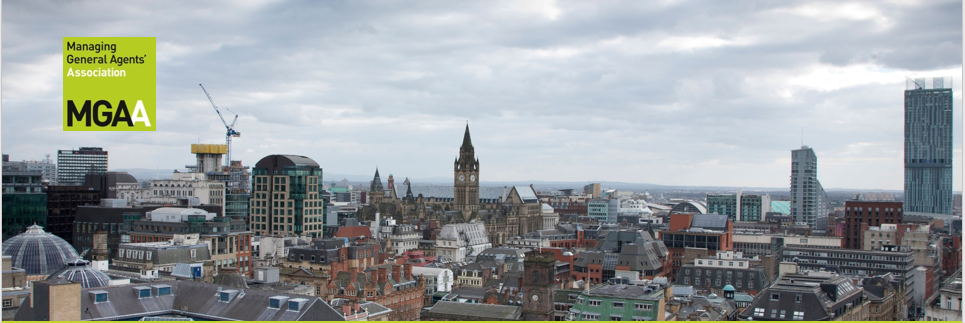 Managing
General Agents'
Association
MGAA